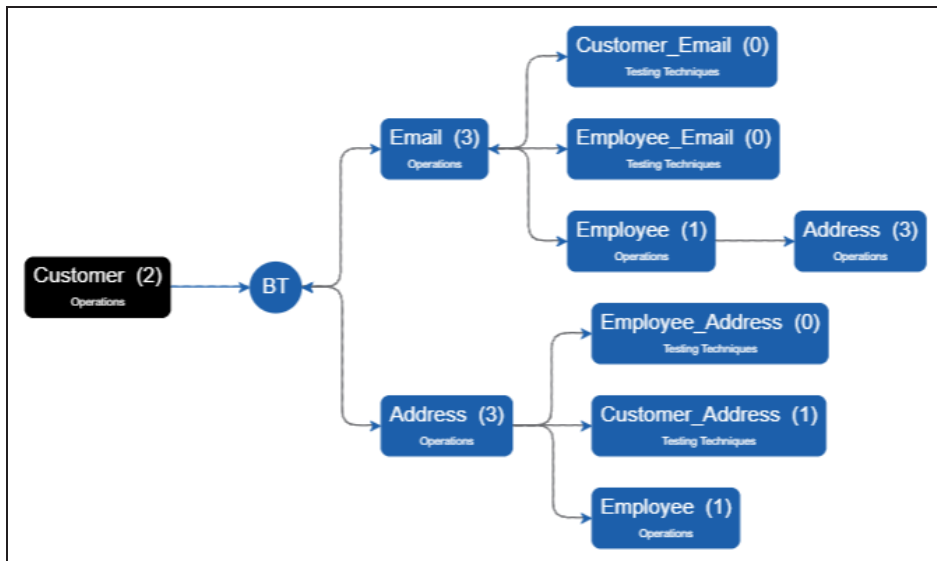 Customer_Email (0)
Testing Techniques
Email (3)
Operations
Employee_Email (0)
Testing Techniques
Employee (1)
Operations
Address (3)
Operations
Customer (2)
Operations
BT
Employee_Address (0)
Testing Techniques
Address (3)
Operations
Customer_Address (1)
Testing Techniques
Employee (1)
Operations